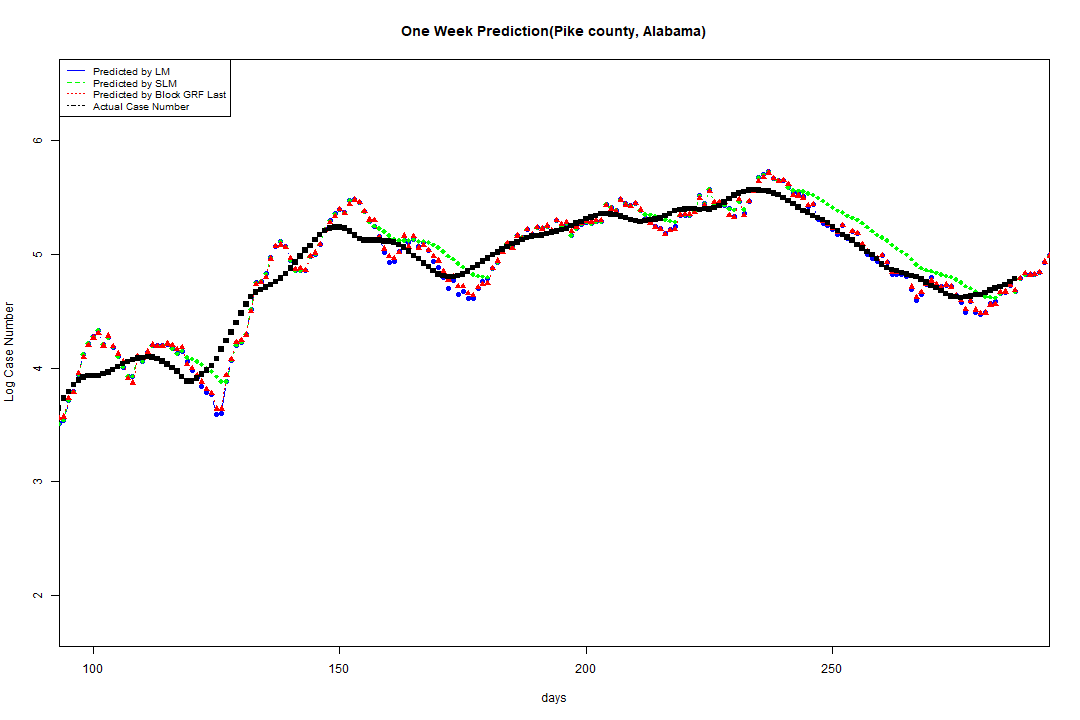 One Week Prediction(Pike county, Alabama)
Predicted by LM
Predicted by SLM
Predicted by Block GRF Last
Actual Case Number
6
5
4
3
2
Log Case Number
100
150
200
250
days